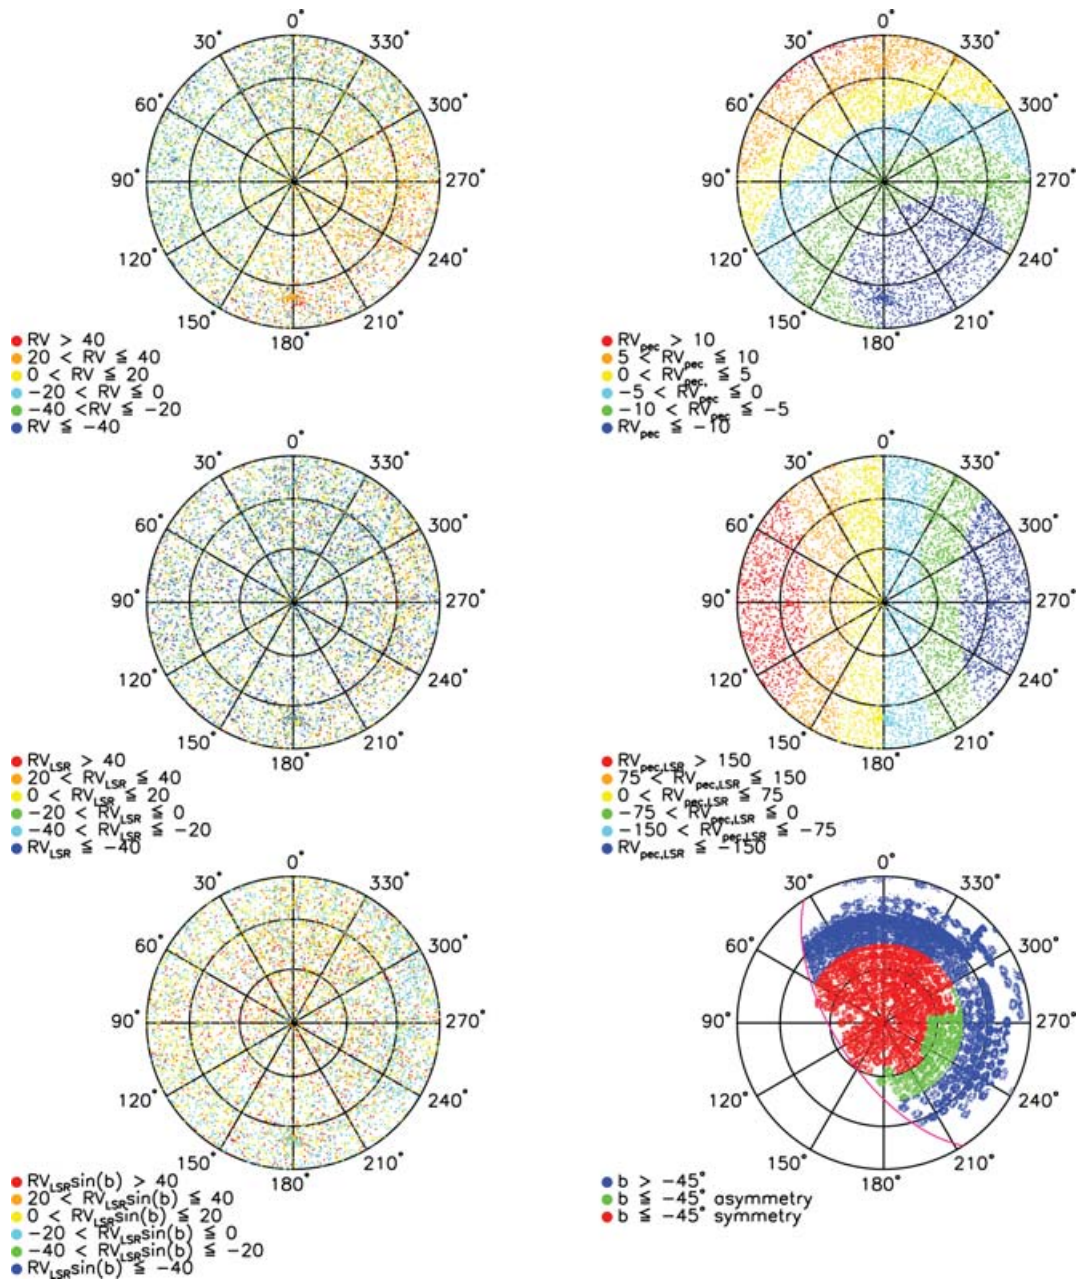 0°
30° 330°
60° 300°
90° 270°
120° 240°
150° 210°
180°
RV > 40
20 < RV ≦ 40
0 < RV ≦ 20
−20 < RV ≦ 0
−40 <RV ≦ −20
RV ≦ −40
0°
30° 330°
60° 300°
90° 270°
120° 240°
150° 210°
180°
RVpec > 10
5 < RVpec ≦ 10
0 < RVpec, ≦ 5
−5 < RVpec ≦ 0
−10 < RVpec ≦ −5
RVpec ≦ −10
0°
30° 330°
60° 300°
90° 270°
120° 240°
150° 210°
180°
RVLSR > 40
20 < RVLSR ≦ 40
0 < RVLSR ≦ 20
−20 < RVLSR ≦ 0
−40 < RVLSR ≦ −20
RVLSR ≦ −40
0°
30° 330°
60° 300°
90° 270°
120° 240°
150° 210°
180°
RVpec,LSR > 150
75 < RVpec,LSR ≦ 150
0 < RVpec,LSR ≦ 75
−75 < RVpec,LSR ≦ 0
−150 < RVpec,LSR ≦ −75
RVpec,LSR ≦ −150
0°
30° 330°
60° 300°
90° 270°
120° 240°
150° 210°
180°
RVLSRsin(b) > 40
20 < RVLSRsin(b) ≦ 40
0 < RVLSRsin(b) ≦ 20
−20 < RVLSRsin(b) ≦ 0
−40 < RVLSRsin(b) ≦ −20
RVLSRsin(b) ≦ −40
0°
30° 330°
60° 300°
90° 270°
120° 240°
150° 210°
180°
b > −45°
b ≦ −45° asymmetry
b ≦ −45° symmetry